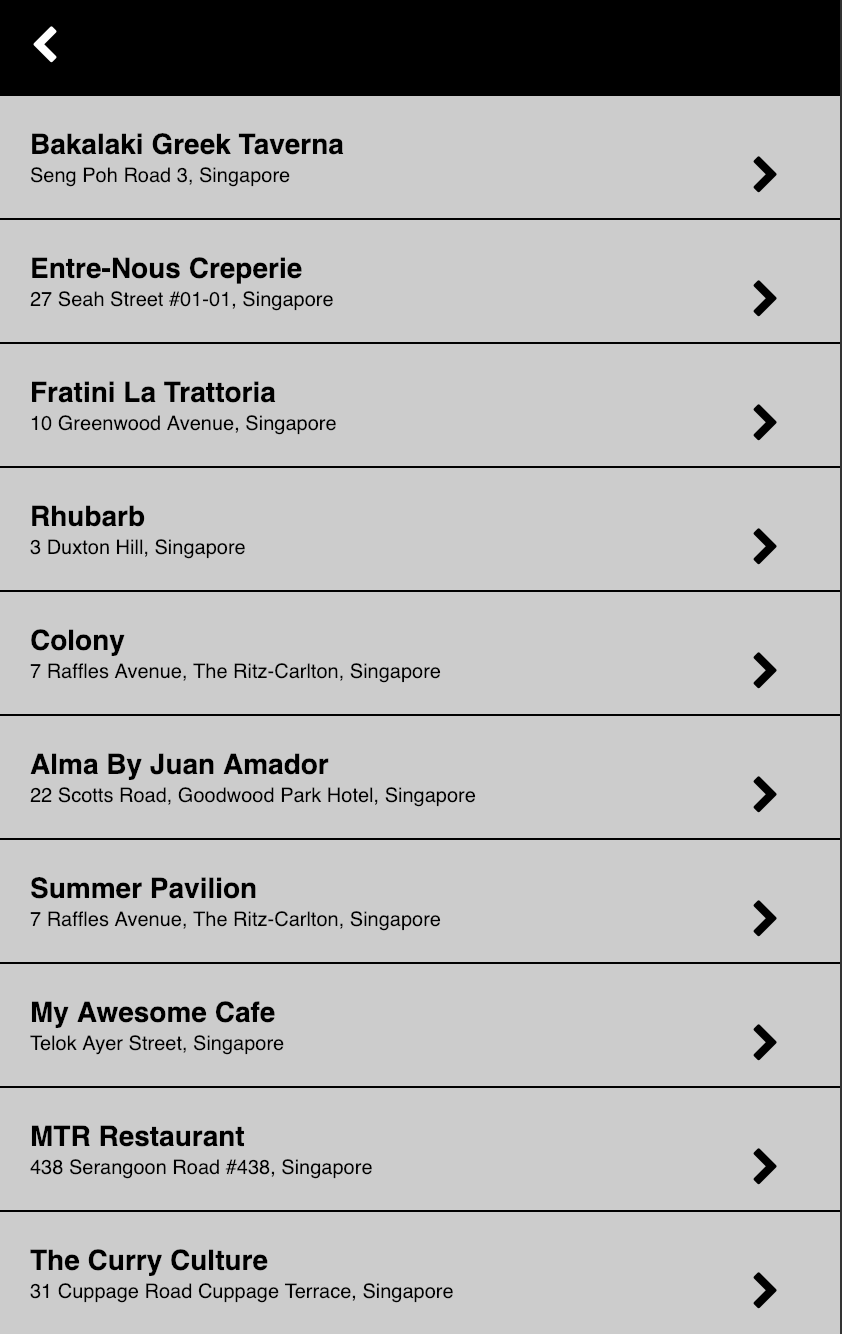 Bakalaki Greek Taverna
Seng Poh Road 3, Singapore
Entre-Nous Creperie
27 Seah Street #01-01, Singapore
Fratini La Trattoria
10 Greenwood Avenue, Singapore
Rhubarb
3 Duxton Hill, Singapore
Colony
7 Raffles Avenue, The Ritz-Carlton, Singapore
Alma By Juan Amador
22 Scotts Road, Goodwood Park Hotel, Singapore
Summer Pavilion
7 Raffles Avenue, The Ritz-Carlton, Singapore
My Awesome Cafe
Telok Ayer Street, Singapore
MTR Restaurant
438 Serangoon Road #438, Singapore
The Curry Culture
31 Cuppage Road Cuppage Terrace, Singapore